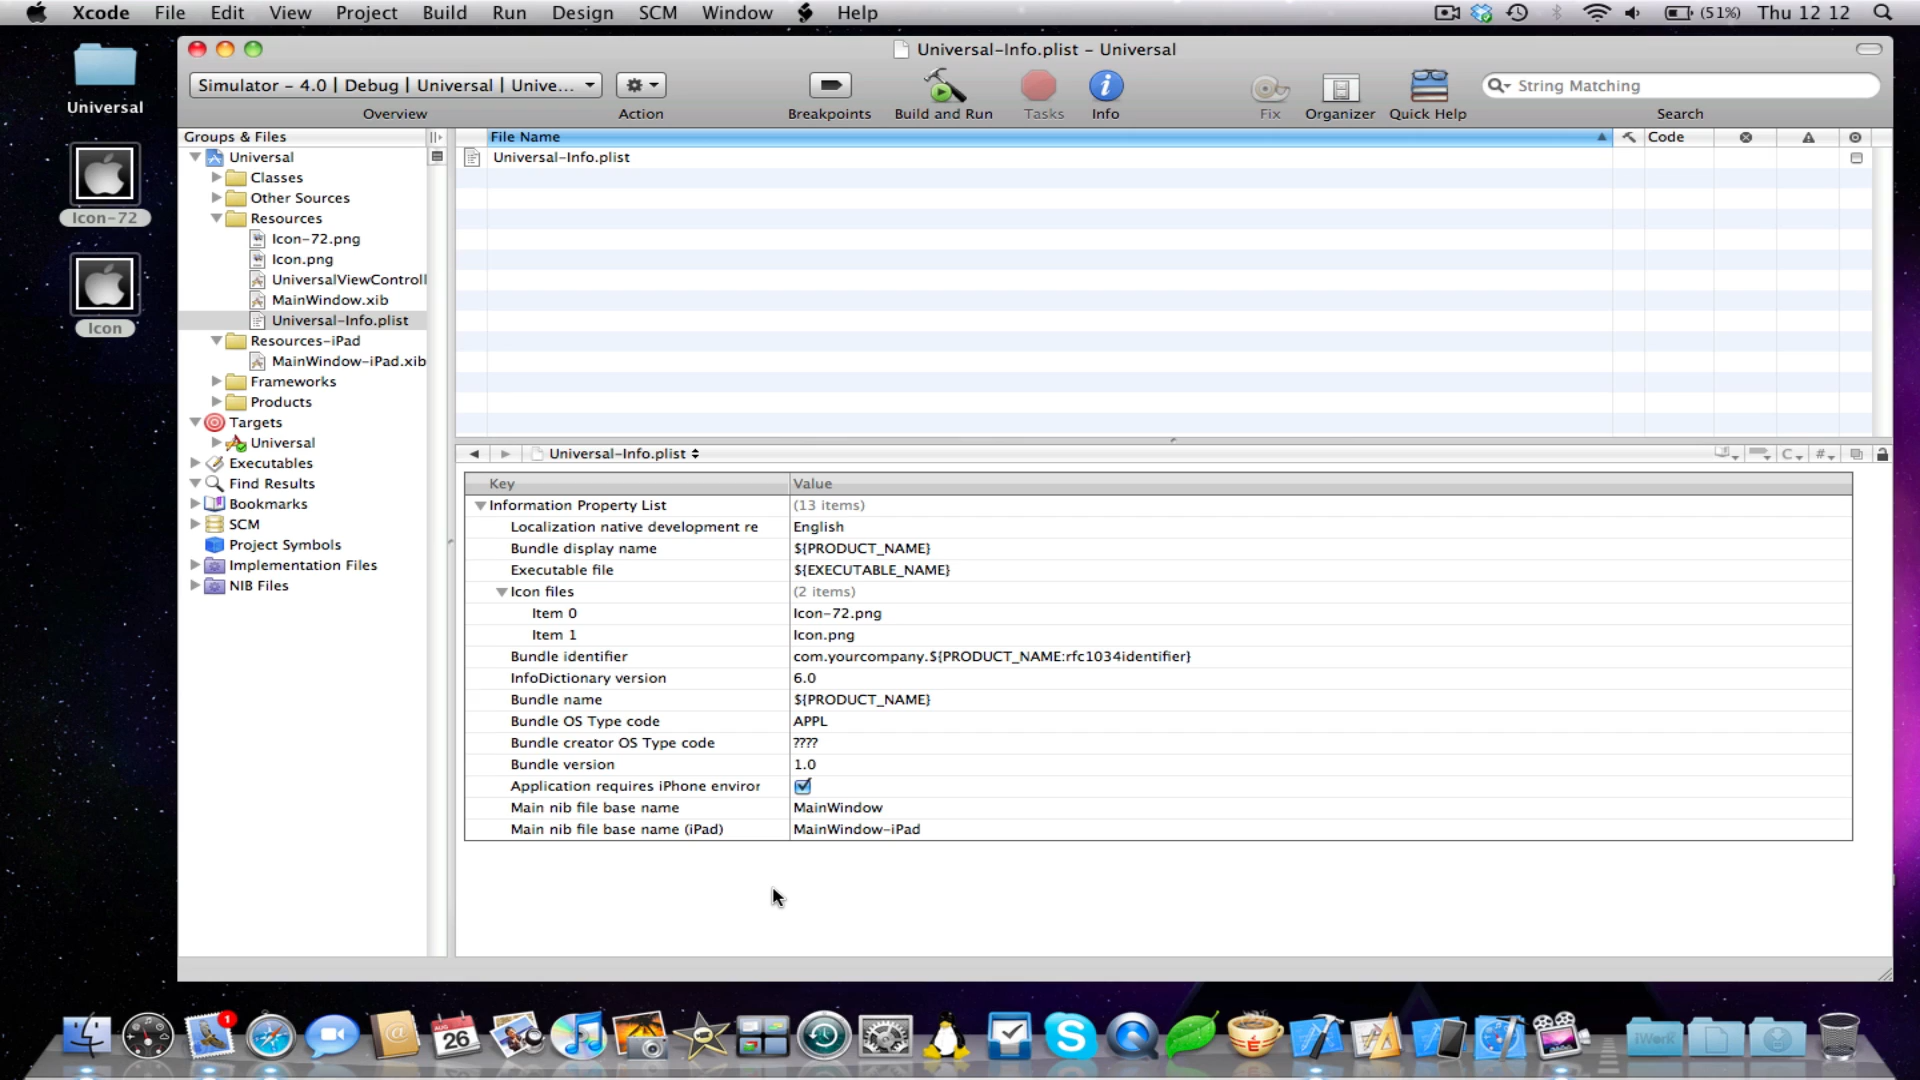 Xcode File Edit View Project Build Run Design SCM Window Help (51%) Thu 12 12
Universal
Icon-72
Icon
Universal-Info.plist - Universal
Simulator - 4.0 | Debug | Universal | Unive...
String Matching
Overview Action Breakpoints Build and Run Tasks Info Fix Organizer Quick Help Search
Groups & Files
Universal
Classes
Other Sources
Resources
Icon-72.png
Icon.png
UniversalViewControll
MainWindow.xib
Universal-Info.plist
Resources-iPad
MainWindow-iPad.xib
Frameworks
Products
Targets
Universal
Executables
Find Results
Bookmarks
SCM
Project Symbols
Implementation Files
NIB Files
File Name Code
Universal-Info.plist
Universal-Info.plist
C #
Key Value
Information Property List (13 items)
Localization native development re English
Bundle display name ${PRODUCT_NAME}
Executable file ${EXECUTABLE_NAME}
Icon files (2 items)
Item 0 Icon-72.png
Item 1 Icon.png
Bundle identifier com.yourcompany.${PRODUCT_NAME:rfc1034identifier}
InfoDictionary version 6.0
Bundle name ${PRODUCT_NAME}
Bundle OS Type code APPL
Bundle creator OS Type code ????
Bundle version 1.0
Application requires iPhone enviror
Main nib file base name MainWindow
Main nib file base name (iPad) MainWindow-iPad
1
AUG
26
iWork